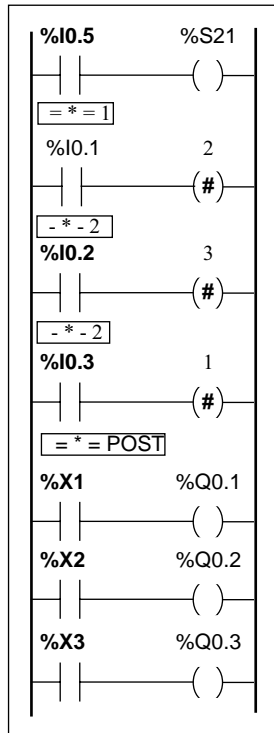 %I0.5 %S21
( )
= * = 1
%I0.1 2
(#)
- * - 2
%I0.2 3
(#)
- * - 2
%I0.3 1
(#)
= * = POST
%X1 %Q0.1
( )
%X2 %Q0.2
( )
%X3 %Q0.3
( )